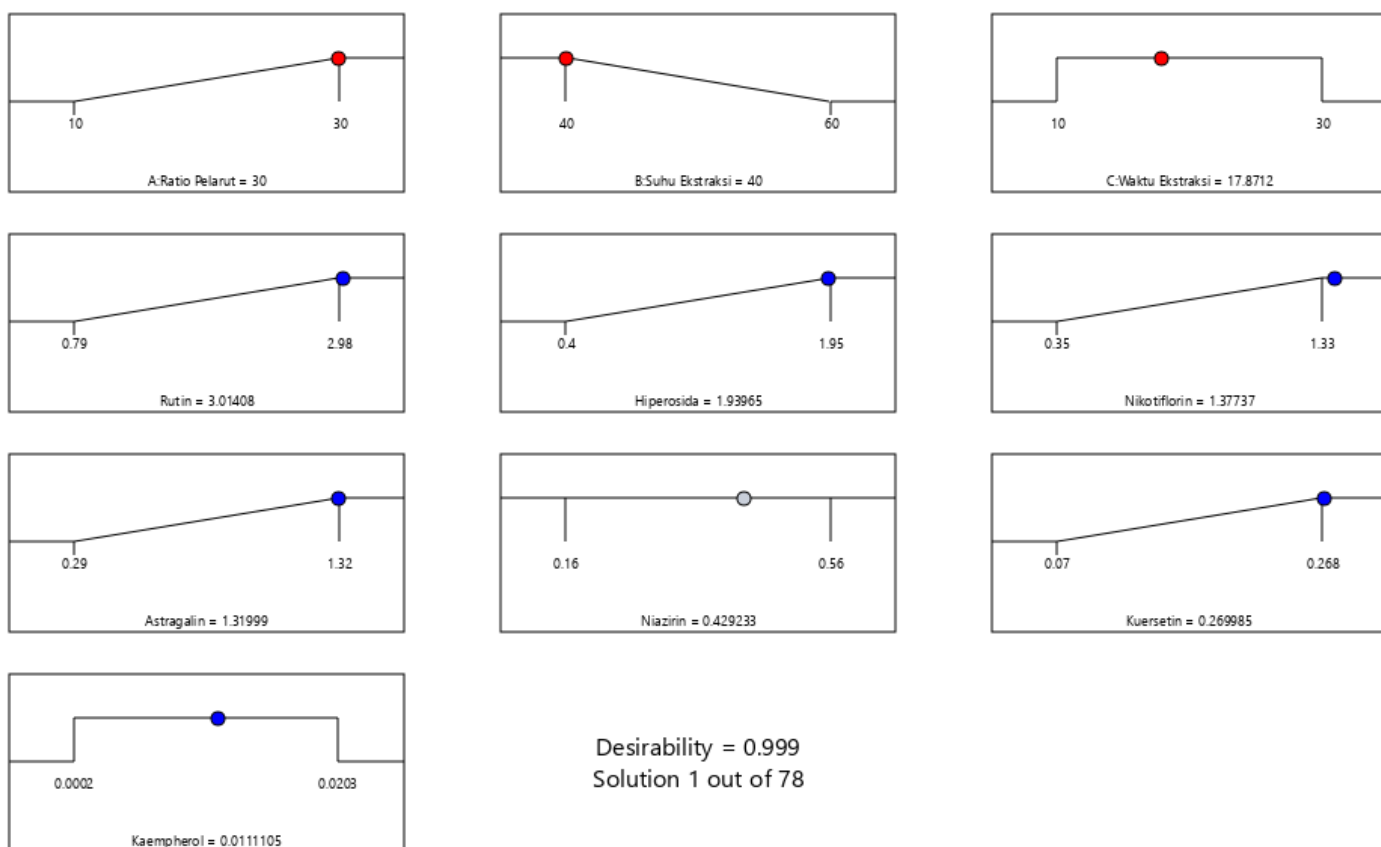 10 30
A:Ratio Pelarut = 30
40 60
B:Suhu Ekstraksi = 40
10 30
C:Waktu Ekstraksi = 17.8712
0.79 2.98
Rutin = 3.01408
0.4 1.95
Hiperosida = 1.93965
0.35 1.33
Nikotiflorin = 1.37737
0.29 1.32
Astragalin = 1.31999
0.16 0.56
Niazirin = 0.429233
0.07 0.268
Kuersetin = 0.269985
0.0002 0.0203
Kaempherol = 0.0111105
Desirability = 0.999
Solution 1 out of 78